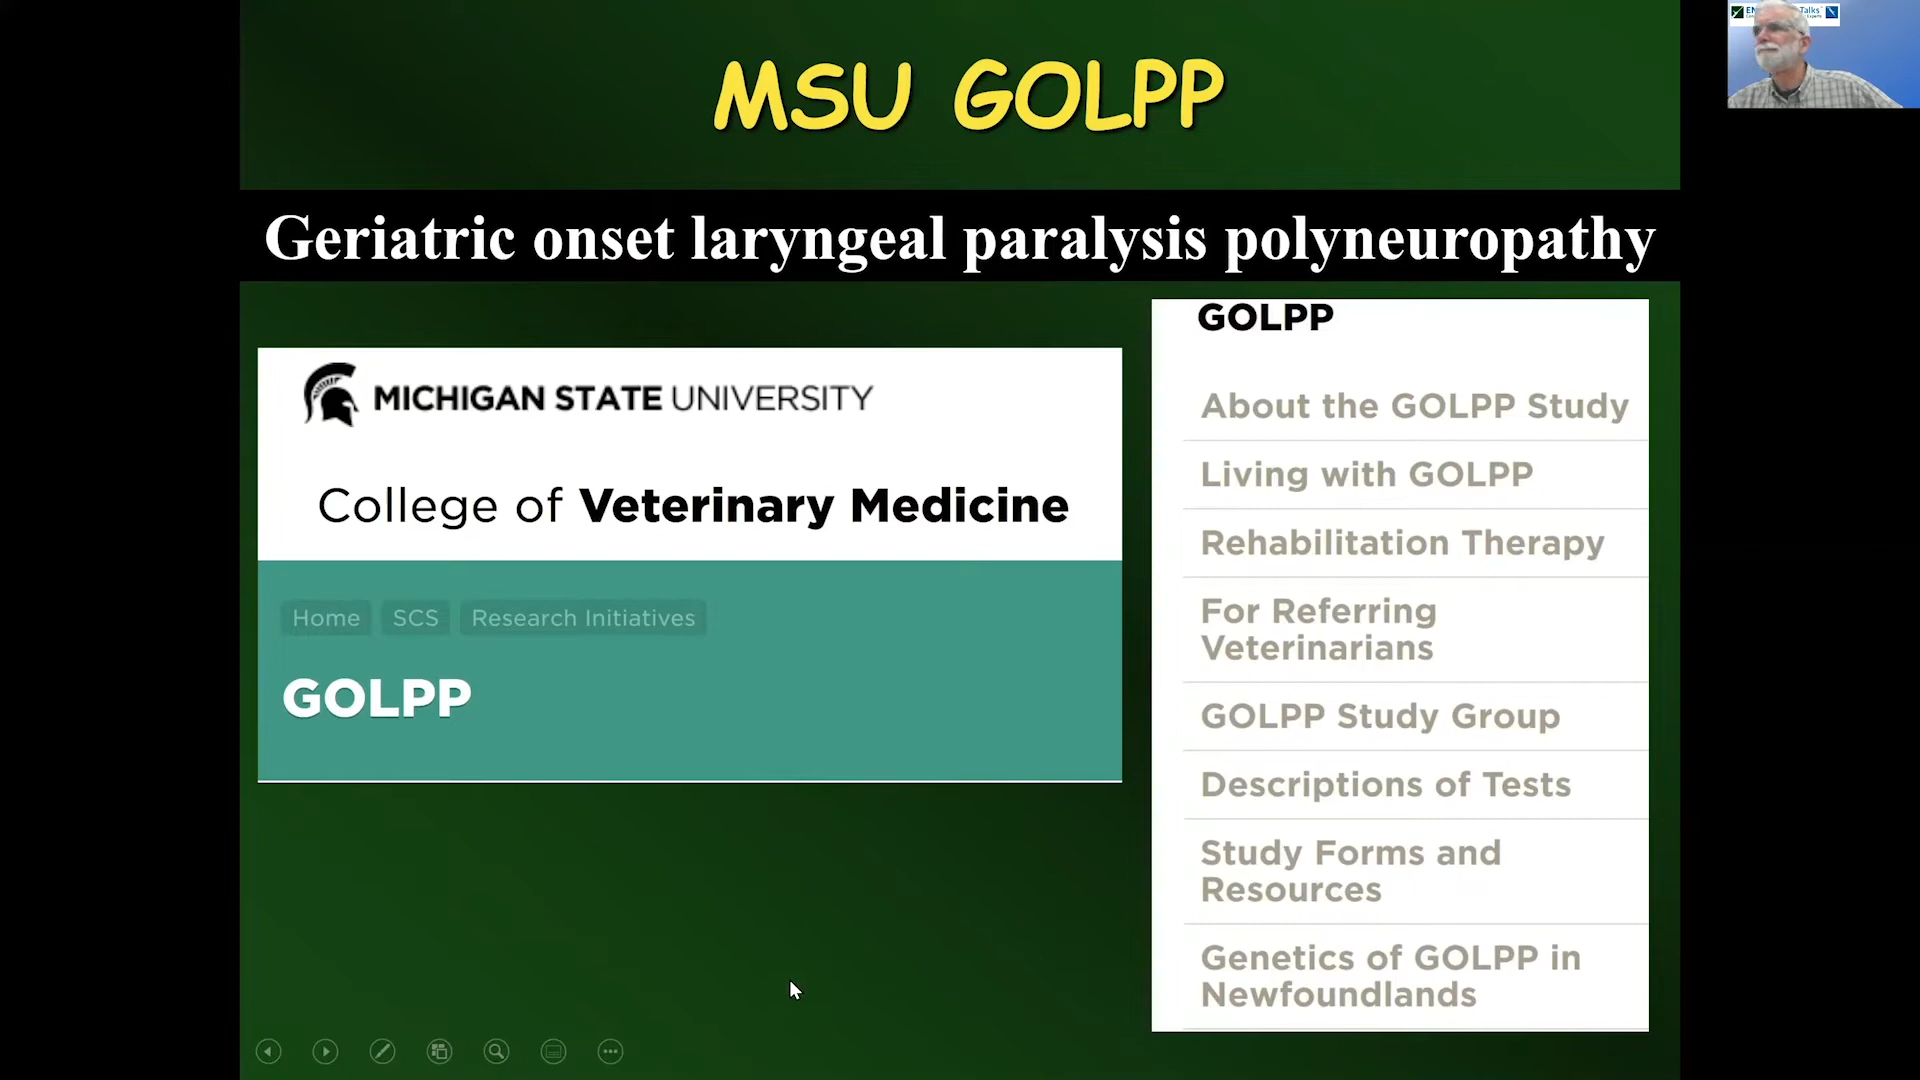 MSU GOLPP
Geriatric onset laryngeal paralysis polyneuropathy
MICHIGAN STATE UNIVERSITY
College of Veterinary Medicine
Home SCS Research Initiatives
GOLPP
GOLPP
About the GOLPP Study
Living with GOLPP
Rehabilitation Therapy
For Referring
Veterinarians
GOLPP Study Group
Descriptions of Tests
Study Forms and
Resources
Genetics of GOLPP in
Newfoundlands
Talks